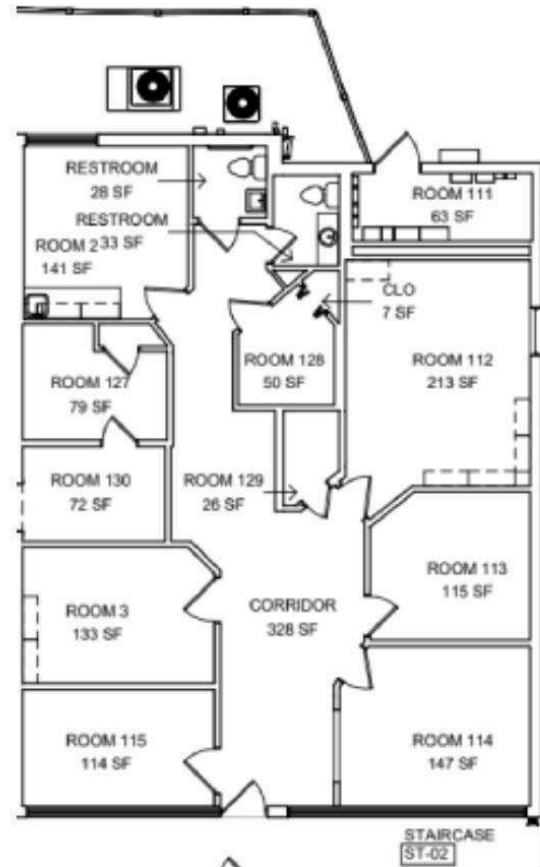 RESTROOM
28 SF
RESTROOM
33 SF
ROOM 2
141 SF
ROOM 111
63 SF
CLO
7 SF
ROOM 127
79 SF
ROOM 128
50 SF
ROOM 112
213 SF
ROOM 130
72 SF
ROOM 129
26 SF
ROOM 113
115 SF
ROOM 3
133 SF
CORRIDOR
328 SF
ROOM 115
114 SF
ROOM 114
147 SF
STAIRCASE
ST-02